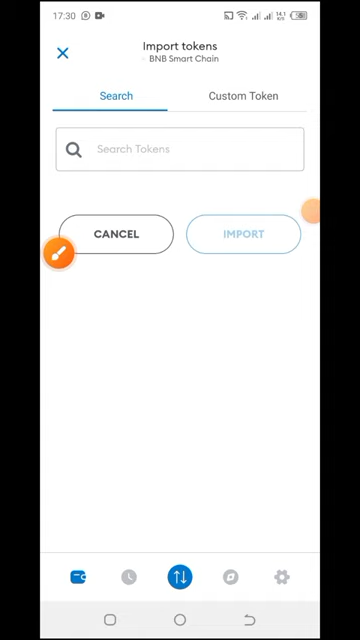 17:30
Import tokens
BNB Smart Chain
Search
Custom Token
Search Tokens
CANCEL
IMPORT